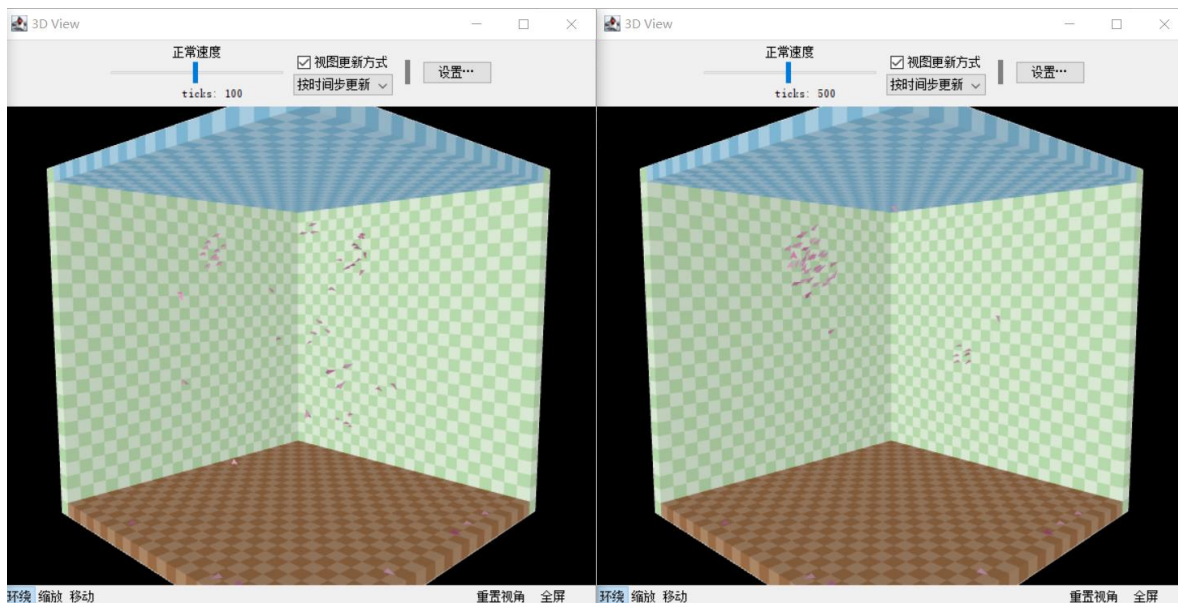 3D View
正常速度
ticks: 100
视图更新方式
按时间步更新
设置…
环绕 缩放 移动
重置视角 全屏
3D View
正常速度
ticks: 500
视图更新方式
按时间步更新
设置…
环绕 缩放 移动
重置视角 全屏